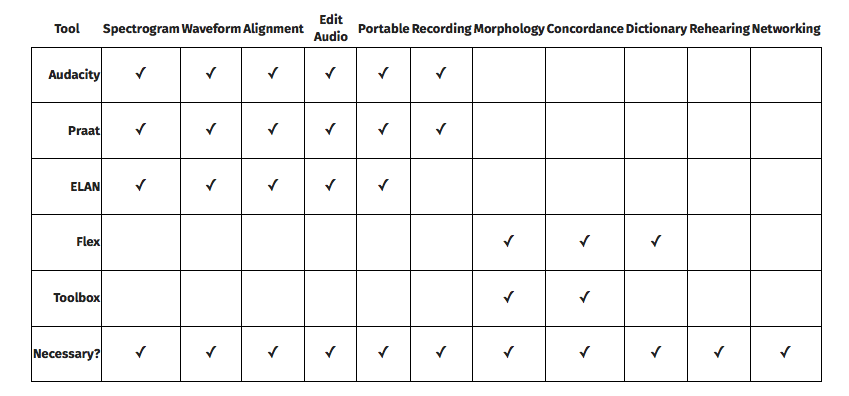 Tool Spectrogram Waveform Alignment Edit Audio Portable Recording Morphology Concordance Dictionary Rehearing Networking
Audacity ✓ ✓ ✓ ✓ ✓ ✓
Praat ✓ ✓ ✓ ✓ ✓ ✓
ELAN ✓ ✓ ✓ ✓ ✓
Flex ✓ ✓ ✓
Toolbox ✓ ✓
Necessary? ✓ ✓ ✓ ✓ ✓ ✓ ✓ ✓ ✓ ✓ ✓